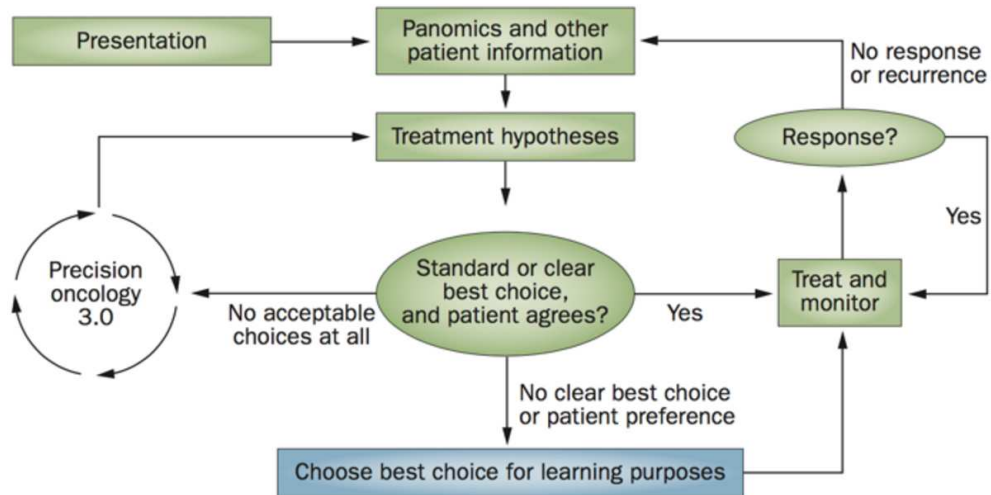 Presentation
Panomics and other
patient information
No response
or recurrence
Treatment hypotheses
Response?
Yes
Precision
oncology
3.0
Standard or clear
best choice,
and patient agrees?
Treat and
monitor
No acceptable
choices at all
Yes
No clear best choice
or patient preference
Choose best choice for learning purposes